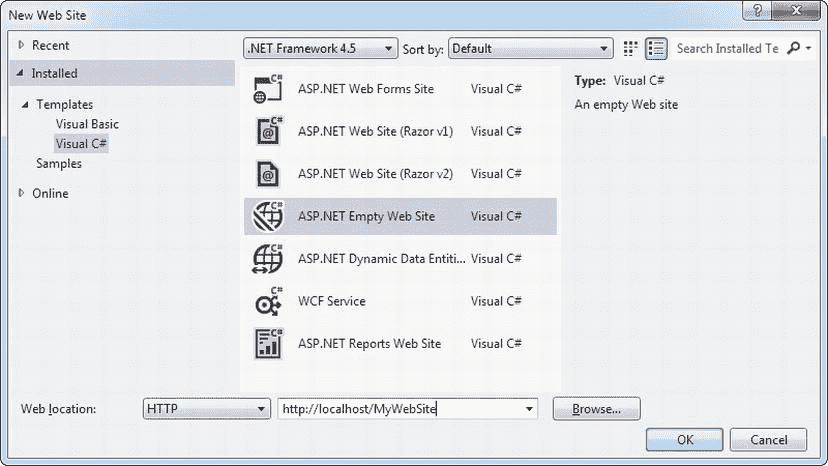 New Web Site
Recent
.NET Framework 4.5 Sort by: Default Search Installed Te
Installed
Templates
Visual Basic
Visual C#
Samples
Online
ASP.NET Web Forms Site Visual C#
ASP.NET Web Site (Razor v1) Visual C#
ASP.NET Web Site (Razor v2) Visual C#
ASP.NET Empty Web Site Visual C#
ASP.NET Dynamic Data Entiti... Visual C#
WCF Service Visual C#
ASP.NET Reports Web Site Visual C#
Type: Visual C#
An empty Web site
Web location: HTTP http://localhost/MyWebSite Browse...
OK Cancel